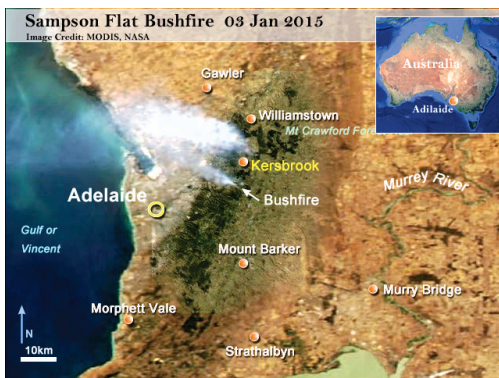 Sampson Flat Bushfire 03 Jan 2015
Image Credit: MODIS, NASA
Australia
Adilaide
Gawler
Williamstown
Mt Crawford Fore
Kersbrook
Murrey River
Adelaide
Bushfire
Gulf or
Vincent
Mount Barker
Murry Bridge
Morphett Vale
N
10km
Strathalbyn